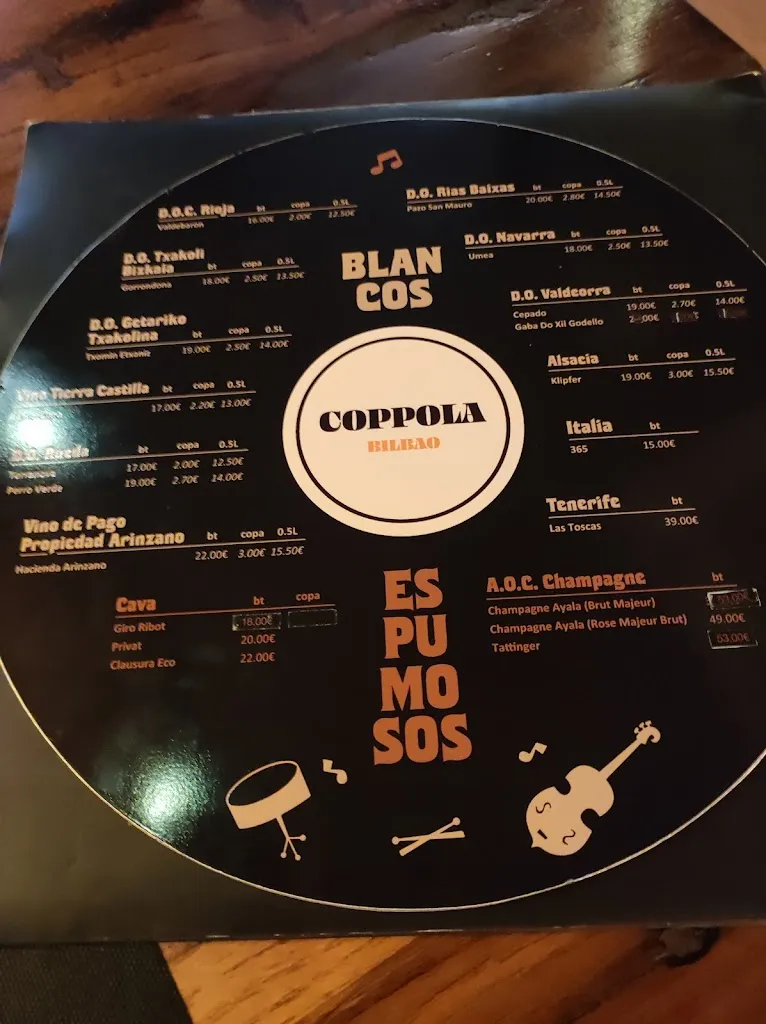 D.O.C. Rioja bt copa 0.5L
Valdebaron 16.00€ 2.00€ 12.50€
D.O. Txakoli
Bizkaia bt copa 0.5L
Gorrondona 18.00€ 2.50€ 13.50€
D.O. Getariko
Txakolina bt copa 0.5L
Txomin Etxaniz 19.00€ 2.50€ 14.00€
Vino Tierra Castilla bt copa 0.5L
17.00€ 2.20€ 13.00€
D.O. Rueda bt copa 0.5L
17.00€ 2.00€ 12.50€
Perro Verde 19.00€ 2.70€ 14.00€
Vino de Pago
Propiedad Arinzano bt copa 0.5L
Hacienda Arinzano 22.00€ 3.00€ 15.50€
BLAN
COS
COPPOLA
BILBAO
D.O. Rias Baixas bt copa 0.5L
Pazo San Mauro 20.00€ 2.80€ 14.50€
D.O. Navarra bt copa 0.5L
Umea 18.00€ 2.50€ 13.50€
D.O. Valdeorra bt copa 0.5L
Cepado 19.00€ 2.70€ 14.00€
Gaba Do Xil Godello
Alsacia bt copa 0.5L
Klipfer 19.00€ 3.00€ 15.50€
Italia bt
365 15.00€
Tenerife bt
Las Toscas 39.00€
Cava bt copa
Giro Ribot 18.00€
Privat 20.00€
Clausura Eco 22.00€
ES
PU
MO
SOS
A.O.C. Champagne bt
Champagne Ayala (Brut Majeur)
Champagne Ayala (Rose Majeur Brut) 49.00€
Tattinger 53,00€